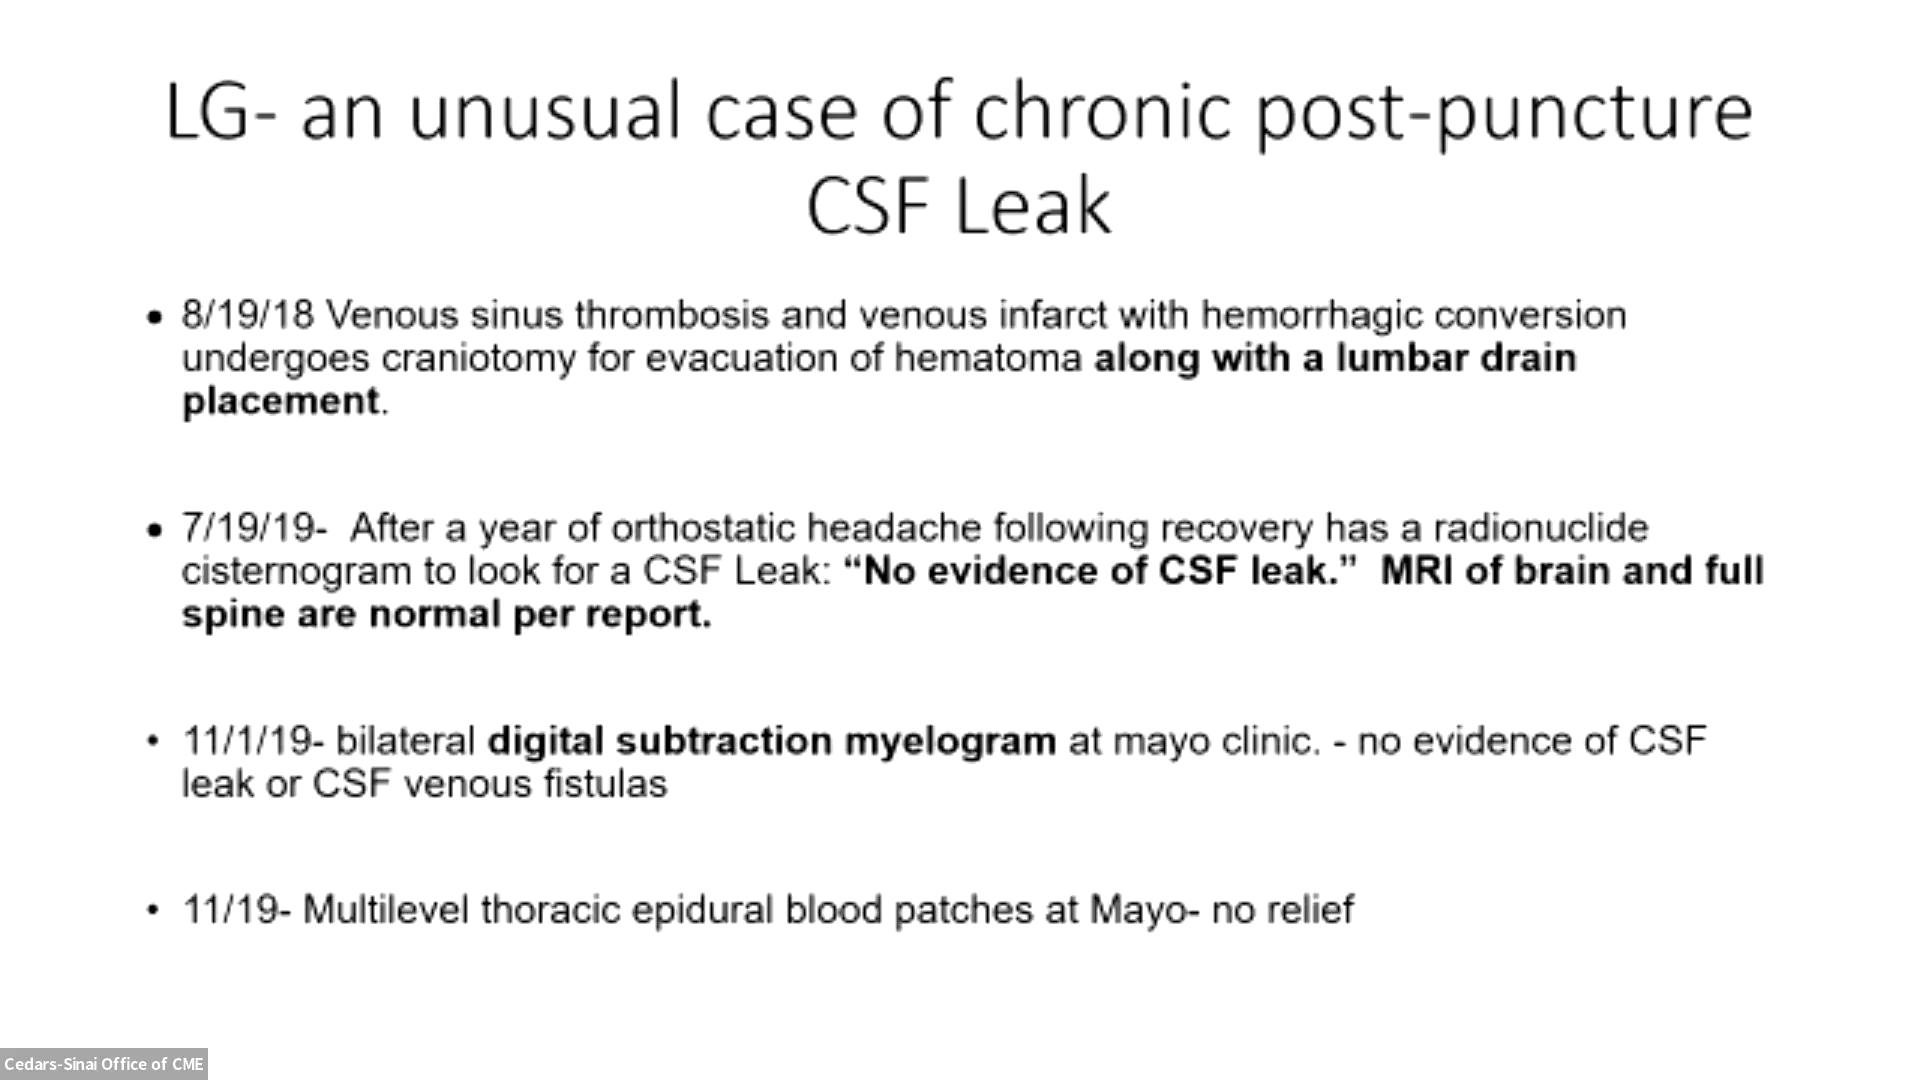 LG- an unusual case of chronic post-puncture
CSF Leak
• 8/19/18 Venous sinus thrombosis and venous infarct with hemorrhagic conversion
undergoes craniotomy for evacuation of hematoma along with a lumbar drain
placement.
• 7/19/19-  After a year of orthostatic headache following recovery has a radionuclide
cisternogram to look for a CSF Leak: “No evidence of CSF leak.”  MRI of brain and full
spine are normal per report.
• 11/1/19- bilateral digital subtraction myelogram at mayo clinic. - no evidence of CSF
leak or CSF venous fistulas
• 11/19- Multilevel thoracic epidural blood patches at Mayo- no relief
Cedars-Sinai Office of CME